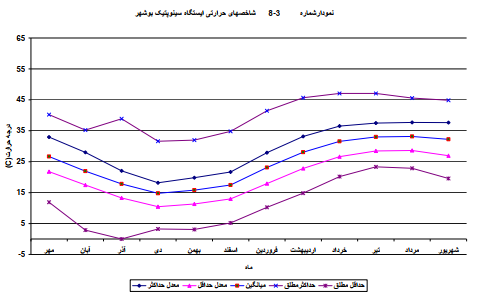 نمودارشماره 3-8 شاخصهای حرارتی ایستگاه سینوپتیک بوشهر
65
55
45
35
25
15
5
-5
درجه حرارت(C)
مهر آبان آذر دی بهمن اسفند فروردین اردیبهشت خرداد تیر مرداد شهریور
ماه
معدل حداکثر معدل حداقل میانگین حداکثرمطلق حداقل مطلق